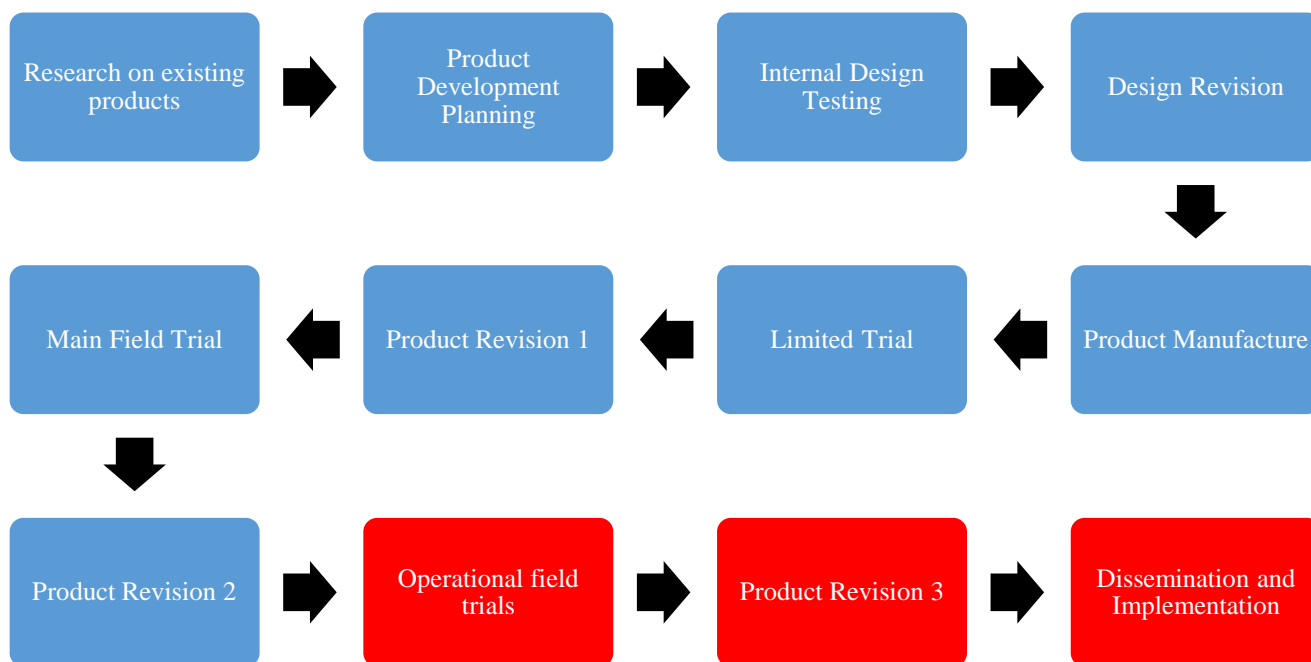 Research on existing
products
Product
Development
Planning
Internal Design
Testing
Design Revision
Product Manufacture
Limited Trial
Product Revision 1
Main Field Trial
Product Revision 2
Operational field
trials
Product Revision 3
Dissemination and
Implementation